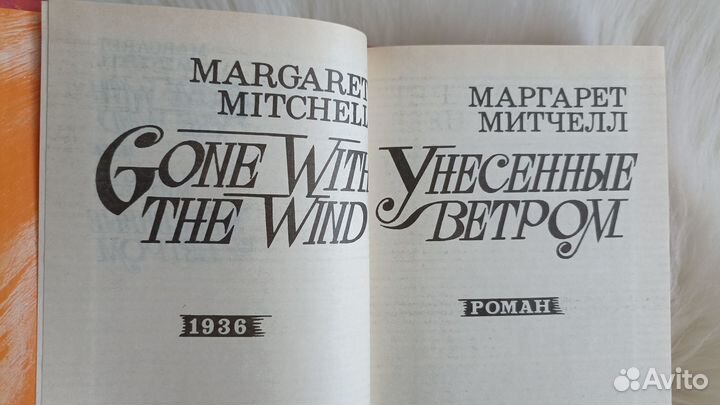 MARGARET
MITCHELL
GONE WITH
THE WIND
1936
МАРГАРЕТ
МИТЧЕЛЛ
УНЕСЕННЫЕ
ВЕТРОМ
РОМАН
Avito